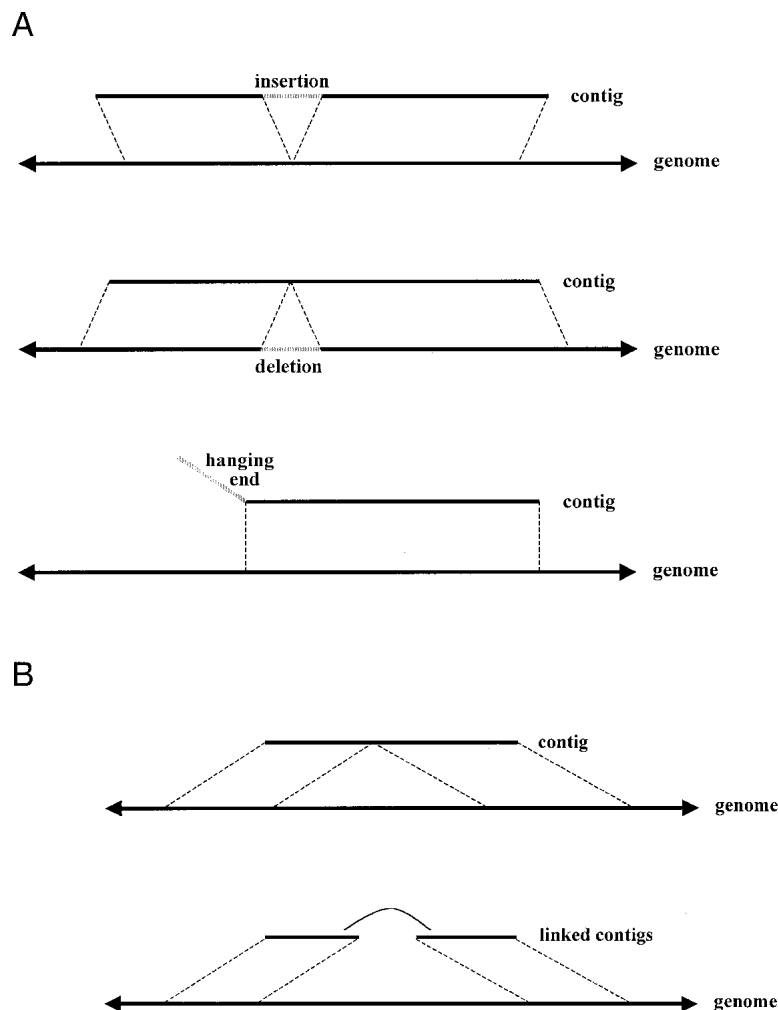 A
insertion
contig
genome
contig
genome
deletion
hanging
end
contig
genome
B
contig
genome
linked contigs
genome